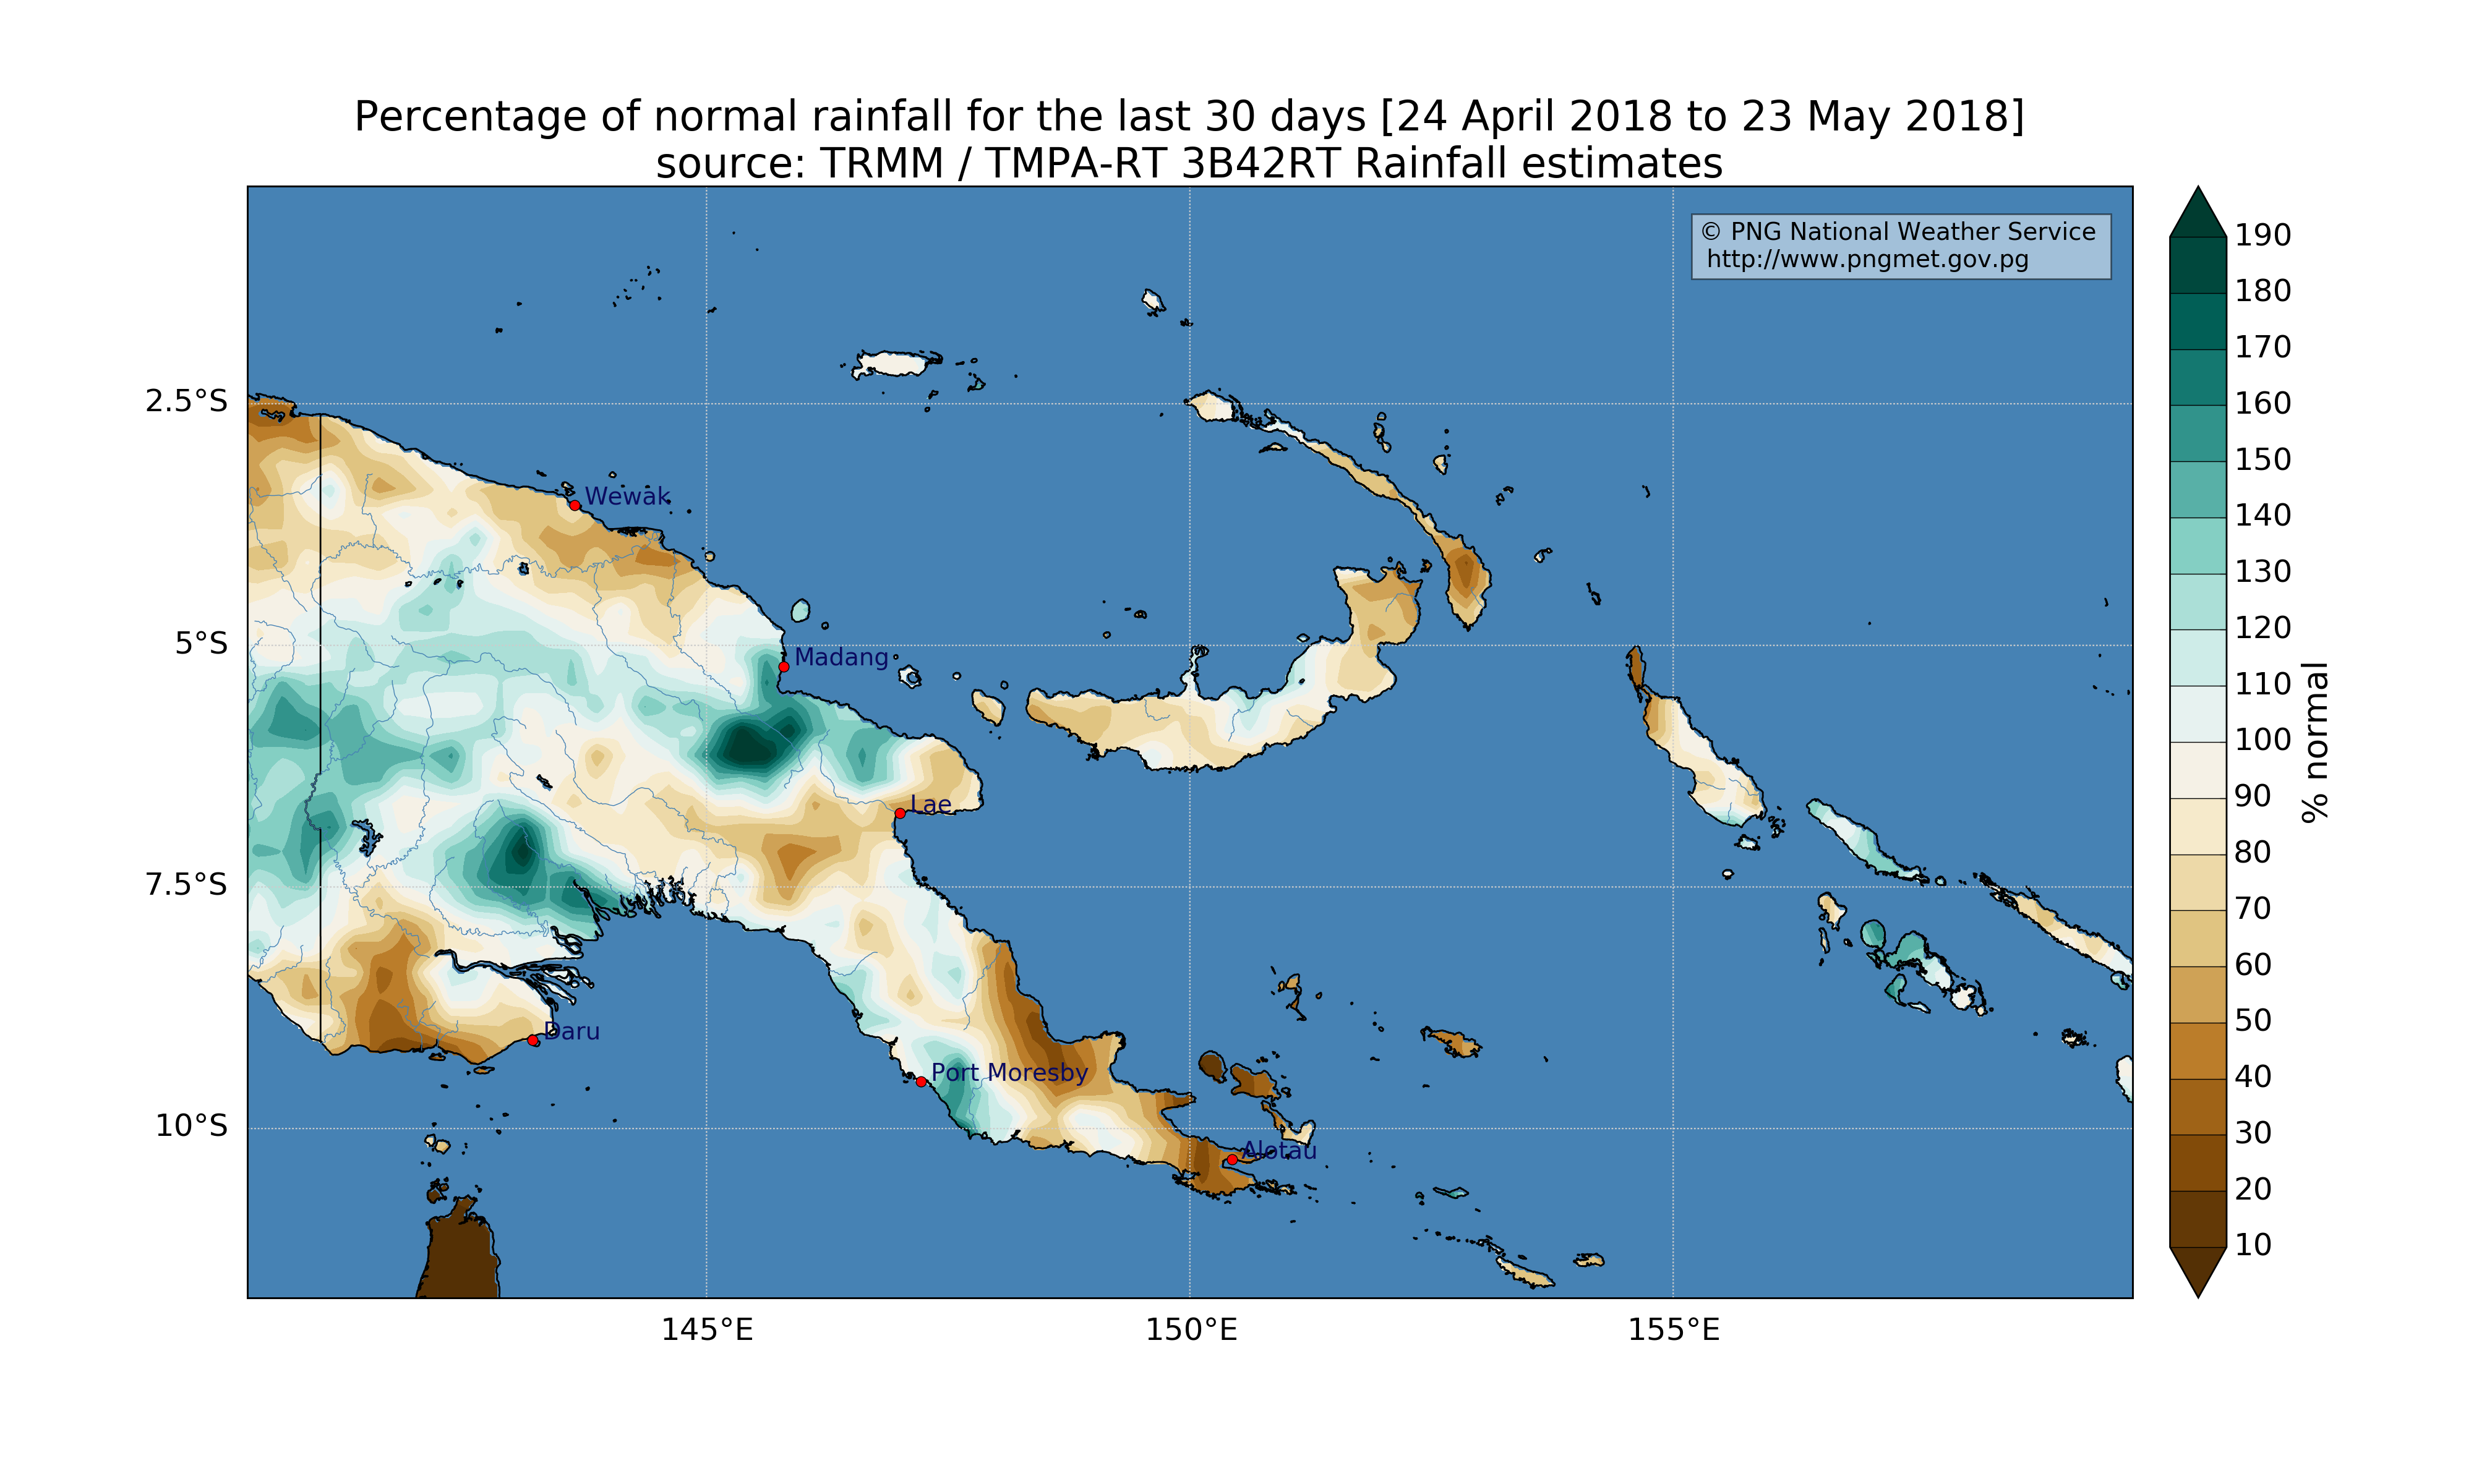 Percentage of normal rainfall for the last 30 days [24 April 2018 to 23 May 2018]
source: TRMM / TMPA-RT 3B42RT Rainfall estimates
© PNG National Weather Service
http://www.pngmet.gov.pg
2.5°S
5°S
7.5°S
10°S
Wewak
Madang
Lae
Daru
Port Moresby
Alotau
145°E
150°E
155°E
190
180
170
160
150
140
130
120
110
100
90
80
70
60
50
40
30
20
10
% normal